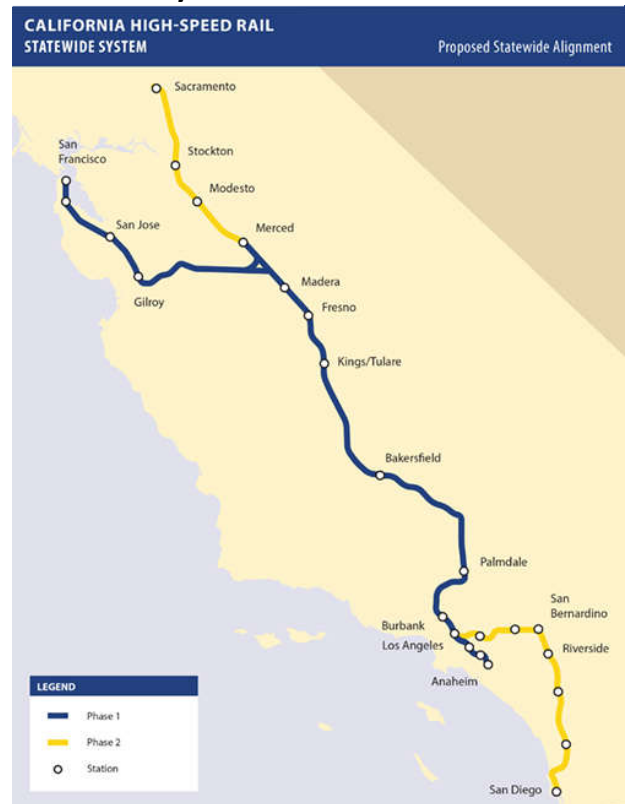 CALIFORNIA HIGH-SPEED RAIL
STATEWIDE SYSTEM
Proposed Statewide Alignment
Sacramento
San
Francisco
Stockton
Modesto
San Jose
Merced
Gilroy
Madera
Fresno
Kings/Tulare
Bakersfield
Palmdale
San
Bernardino
Burbank
Los Angeles
Riverside
Anaheim
LEGEND
Phase 1
Phase 2
Station
San Diego